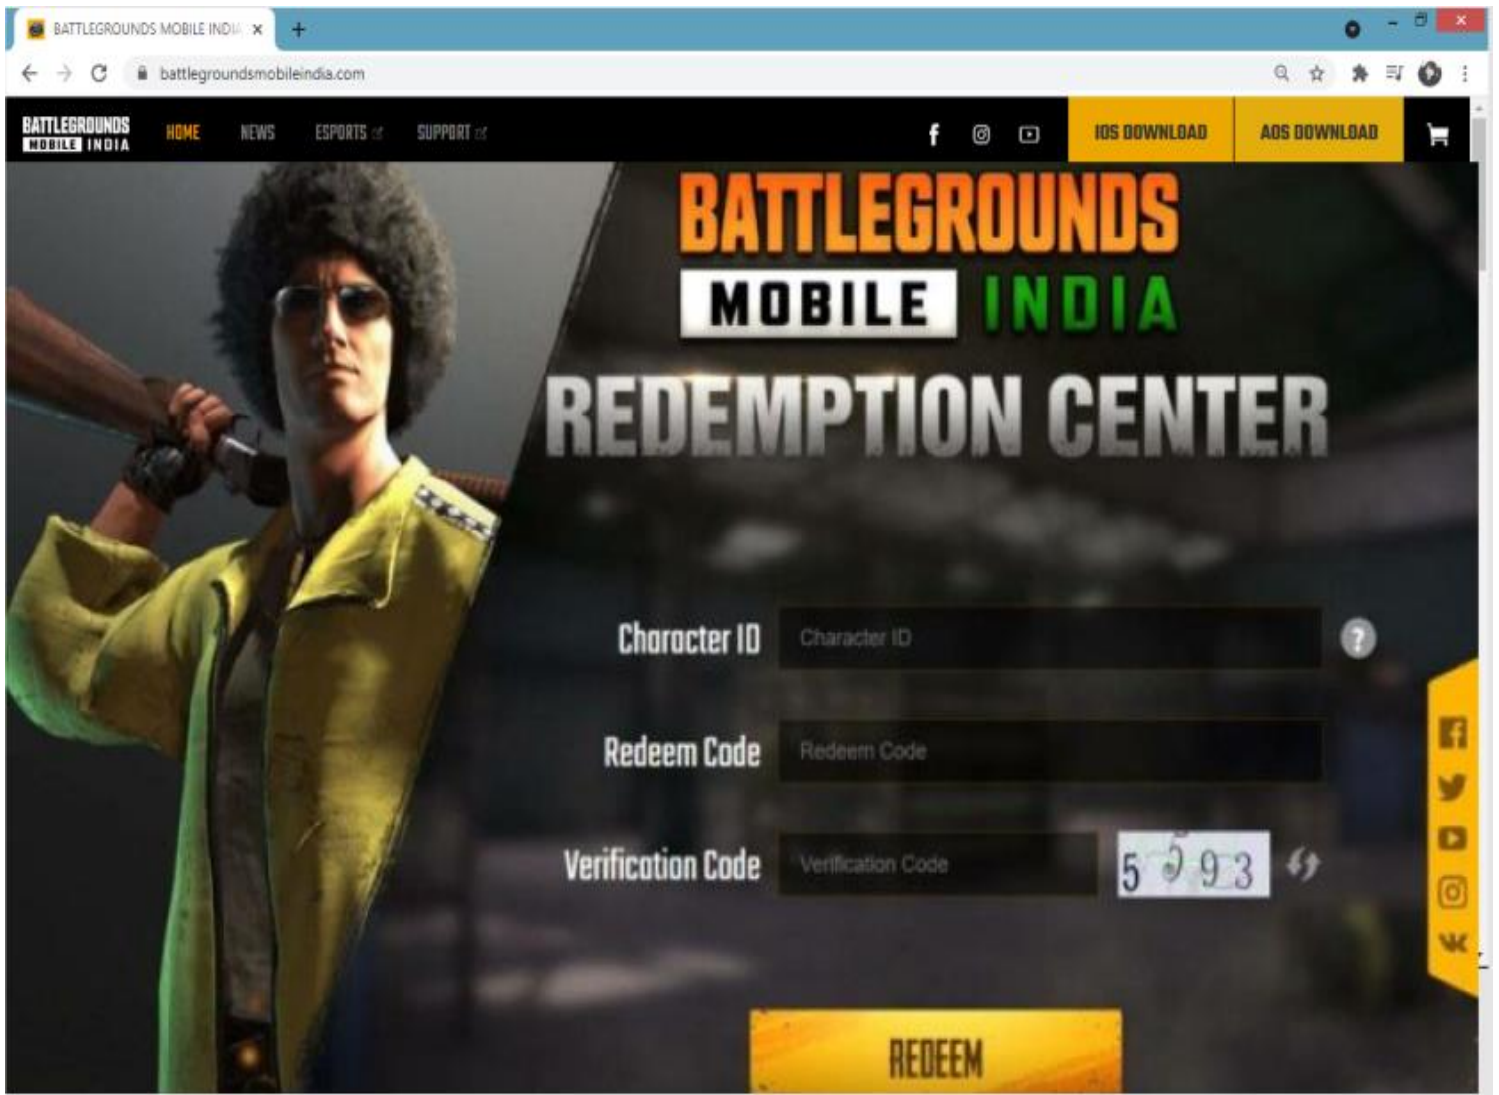 BATTLEGROUNDS MOBILE INDIA
battlegroundsmobileindia.com
BATTLEGROUNDS
MOBILE INDIA
HOME NEWS ESPORTS SUPPORT
IOS DOWNLOAD AOS DOWNLOAD
BATTLEGROUNDS
MOBILE INDIA
REDEMPTION CENTER
Character ID Character ID ?
Redeem Code Redeem Code
Verification Code Verification Code
REDEEM